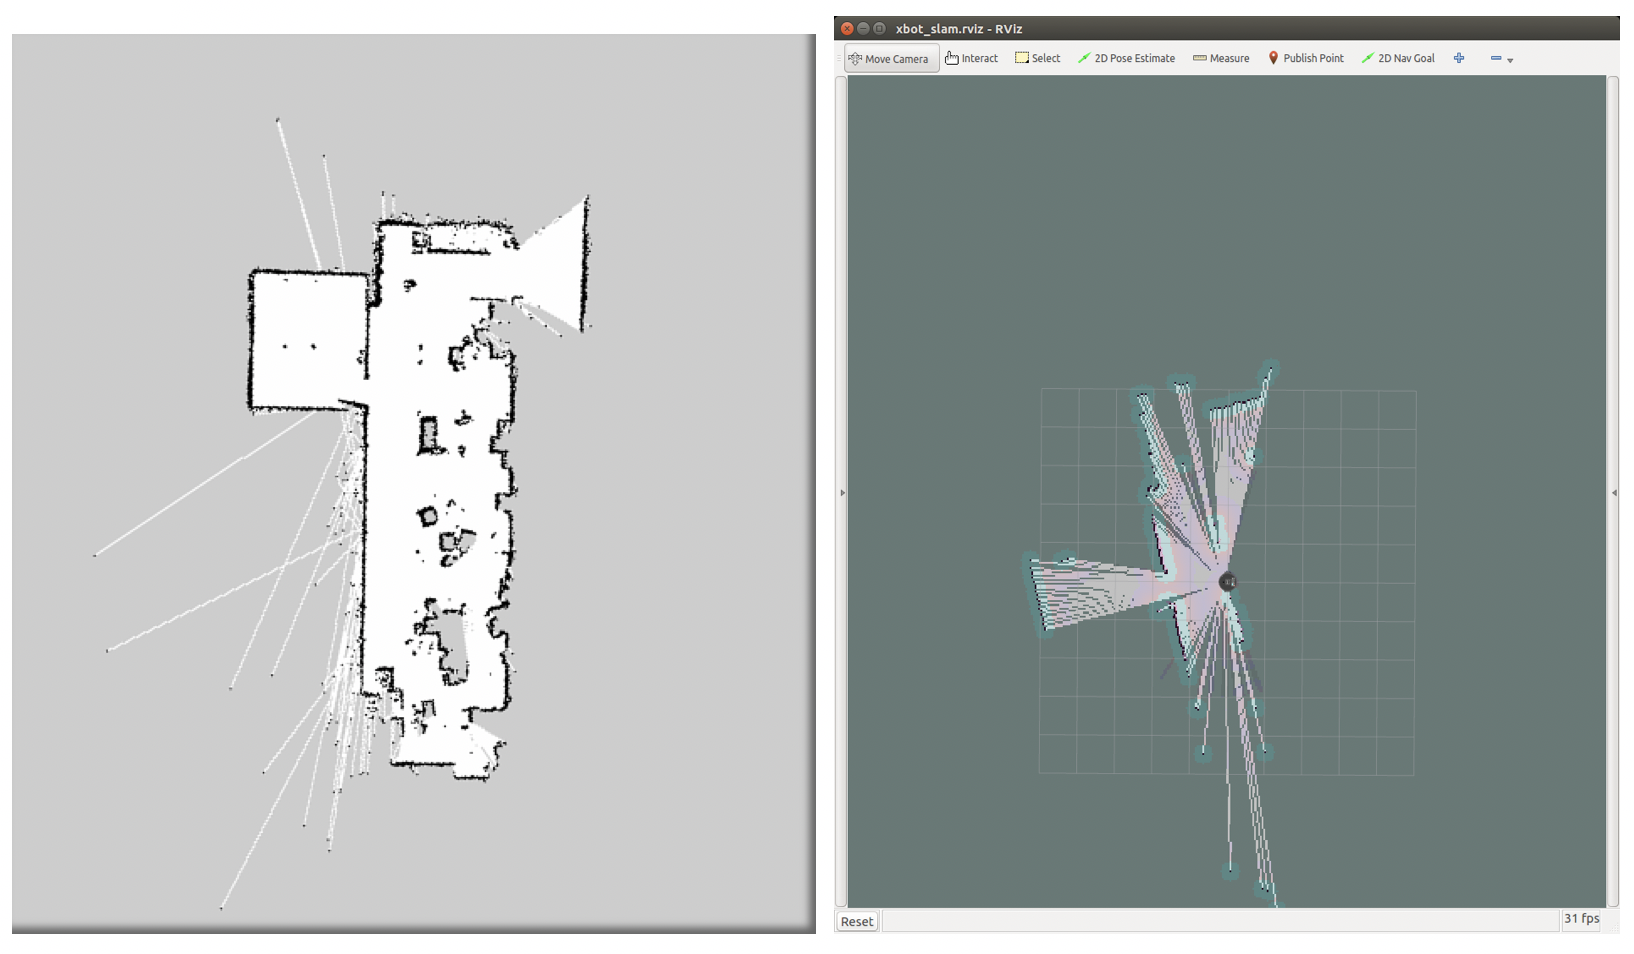 xbot_slam.rviz - RViz
Move Camera Interact Select 2D Pose Estimate Measure Publish Point 2D Nav Goal
Reset
31 fps